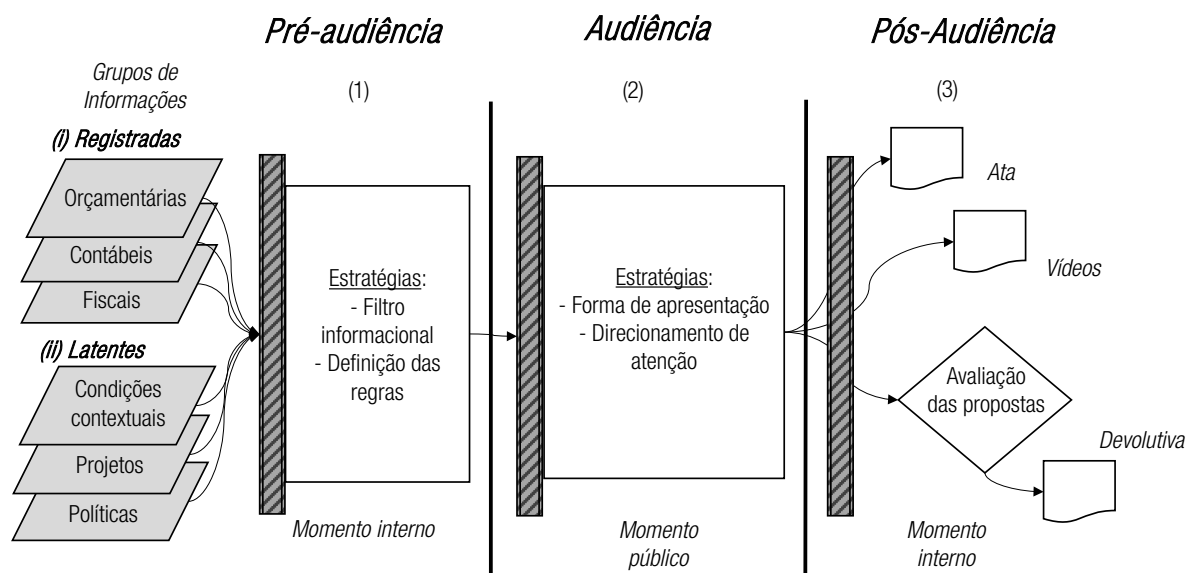 Pré-audiência
Audiência
Pós-Audiência
Grupos de
Informações
(1)
(2)
(3)
(i) Registradas
Orçamentárias
Contábeis
Fiscais
(ii) Latentes
Condições
contextuais
Projetos
Políticas
Estratégias:
- Filtro
informacional
- Definição das
regras
Momento interno
Estratégias:
- Forma de apresentação
- Direcionamento de
atenção
Momento
público
Ata
Vídeos
Avaliação
das propostas
Devolutiva
Momento
interno